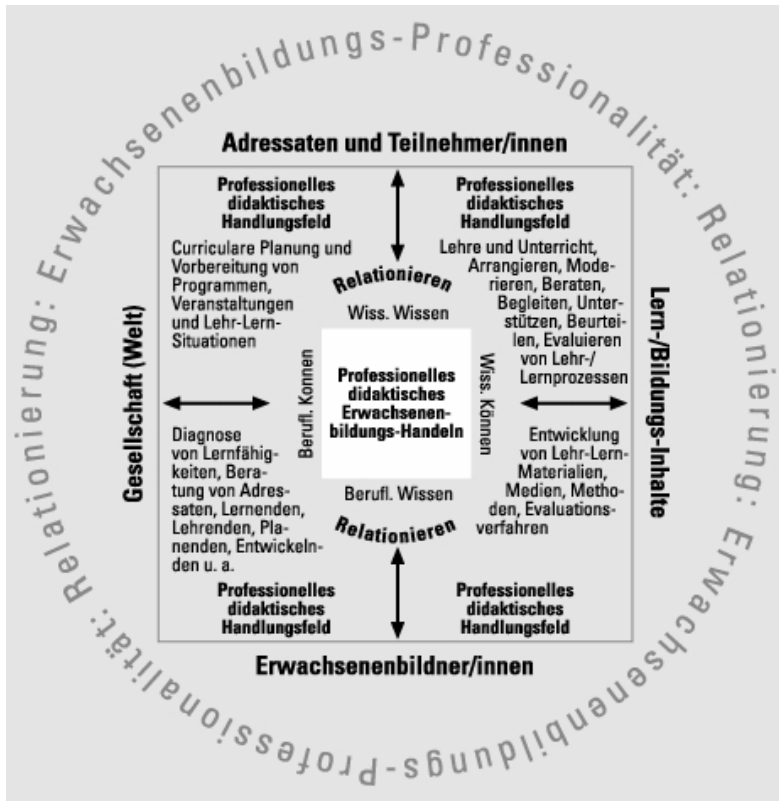 Erwachsenenbildungs-Professionalität: Relationierung: Erwachsenenbildungs-Professionalität: Relationierung:
Adressaten und Teilnehmer/innen
Professionelles
didaktisches
Handlungsfeld
Curriculare Planung und
Vorbereitung von
Programmen,
Veranstaltungen
und Lehr-Lern-
Situationen
Professionelles
didaktisches
Handlungsfeld
Lehre und Unterricht,
Arrangieren, Mode-
rieren, Beraten,
Begleiten, Unter-
stützen, Beurtei-
len, Evaluieren
von Lehr-/
Lernprozessen
Relationieren
Wiss. Wissen
Gesellschaft (Welt)
Berufl. Konnen
Professionelles
didaktisches
Erwachsenen-
bildungs-Handeln
Wiss. Können
Lern-/Bildungs-Inhalte
Berufl. Wissen
Relationieren
Diagnose
von Lernfähig-
keiten, Bera-
tung von Adres-
saten, Lernenden,
Lehrenden, Pla-
nenden, Entwickeln-
den u. a.
Professionelles
didaktisches
Handlungsfeld
Entwicklung
von Lehr-Lern-
Materialien,
Medien, Metho-
den, Evaluations-
verfahren
Professionelles
didaktisches
Handlungsfeld
Erwachsenenbildner/innen